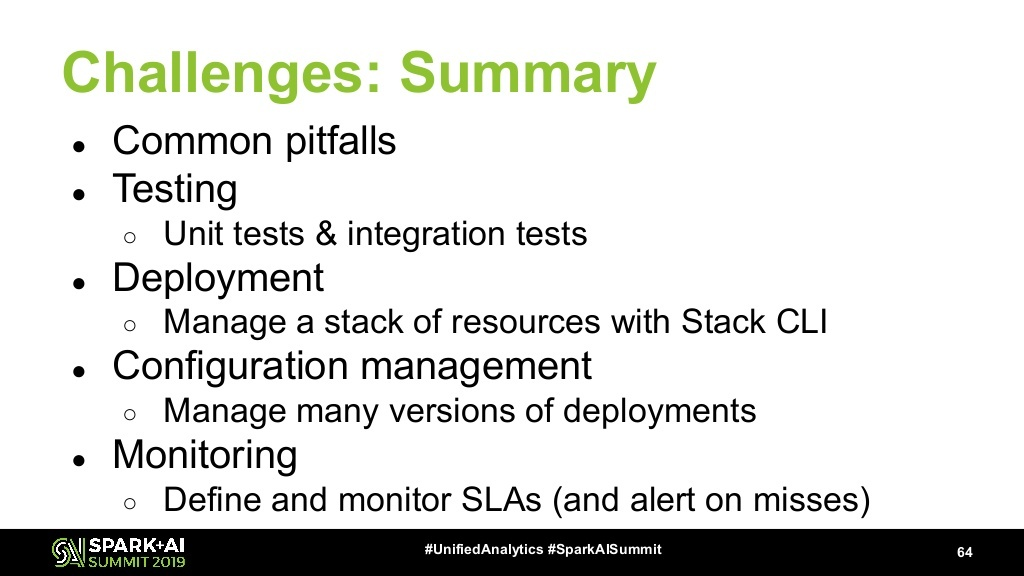 Challenges: Summary
● Common pitfalls
● Testing
○ Unit tests & integration tests
● Deployment
○ Manage a stack of resources with Stack CLI
● Configuration management
○ Manage many versions of deployments
● Monitoring
○ Define and monitor SLAs (and alert on misses)
SPARK+AI
SUMMIT 2019
#UnifiedAnalytics #SparkAISummit
64